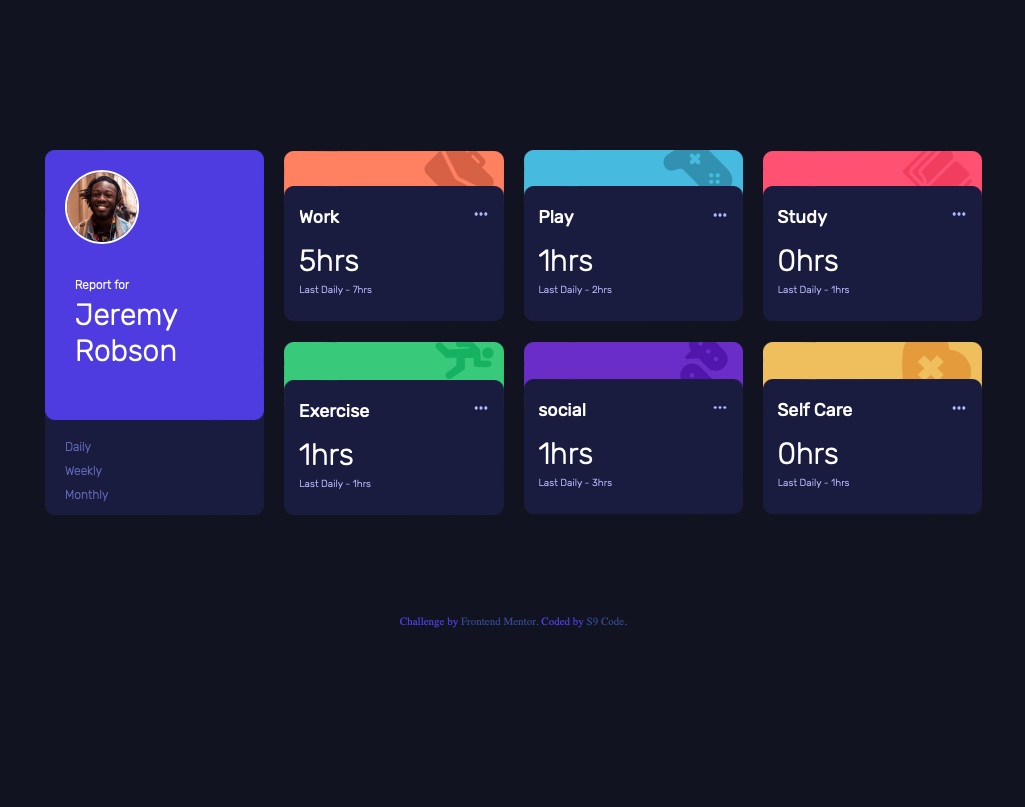 Report for
Jeremy
Robson
Daily
Weekly
Monthly
Work
5hrs
Last Daily - 7hrs
Play
1hrs
Last Daily - 2hrs
Study
0hrs
Last Daily - 1hrs
Exercise
1hrs
Last Daily - 1hrs
social
1hrs
Last Daily - 3hrs
Self Care
0hrs
Last Daily - 1hrs
Challenge by Frontend Mentor. Coded by S9 Code.